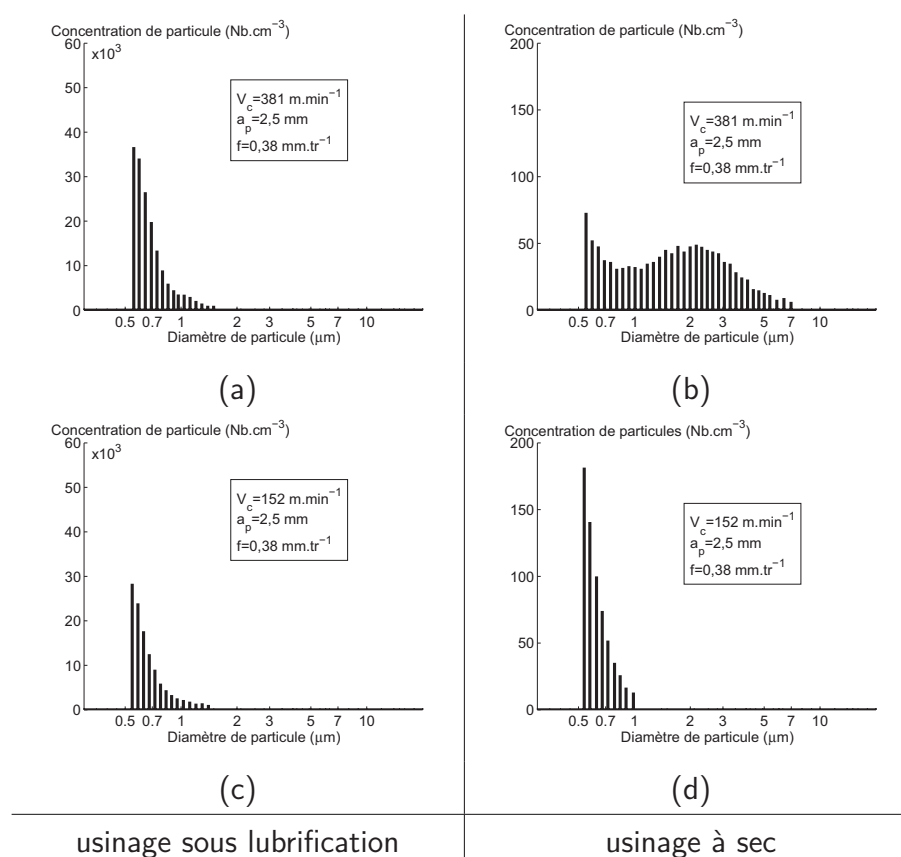 Concentration de particule (Nb.cm⁻³)
60
x10³
50
40
30
20
10
0
V_c=381 m.min⁻¹
a_p=2,5 mm
f=0,38 mm.tr⁻¹
0.5 0.7 1 2 3 5 7 10
Diamètre de particule (μm)
(a)
Concentration de particule (Nb.cm⁻³)
200
150
100
50
0
V_c=381 m.min⁻¹
a_p=2,5 mm
f=0,38 mm.tr⁻¹
0.5 0.7 1 2 3 5 7 10
Diamètre de particule (μm)
(b)
Concentration de particule (Nb.cm⁻³)
60
x10³
50
40
30
20
10
0
V_c=152 m.min⁻¹
a_p=2,5 mm
f=0,38 mm.tr⁻¹
0.5 0.7 1 2 3 5 7 10
Diamètre de particule (μm)
(c)
Concentration de particules (Nb.cm⁻³)
200
150
100
50
0
V_c=152 m.min⁻¹
a_p=2,5 mm
f=0,38 mm.tr⁻¹
0.5 0.7 1 2 3 5 7 10
Diamètre de particule (μm)
(d)
usinage sous lubrification
usinage à sec